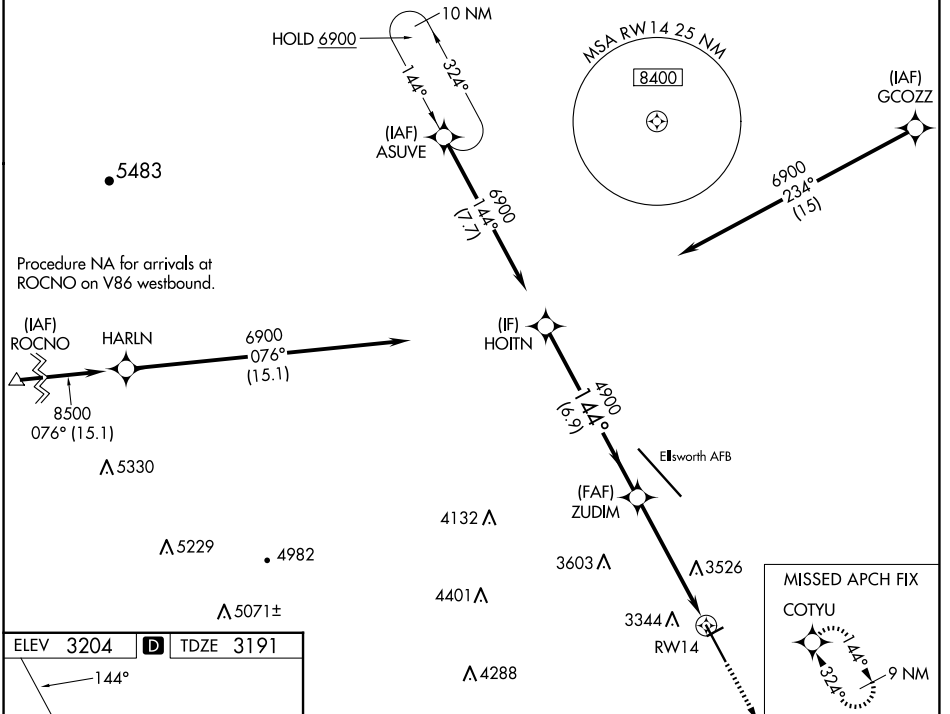 10 NM
HOLD 6900
144°
324°
(IAF)
ASUVE
MSA RW14 25 NM
8400
(IAF)
GCOZZ
6900
234°
(15)
5483
6900
144°
(7.7)
Procedure NA for arrivals at
ROCNO on V86 westbound.
(IAF)
ROCNO
HARLN
6900
076°
(15.1)
8500
076° (15.1)
(IF)
HOITN
4900
144°
(6.9)
5330
Ellsworth AFB
(FAF)
ZUDIM
4132
5229
4982
3603
3526
4401
5071±
3344
RW14
4288
MISSED APCH FIX
COTYU
144°
324°
9 NM
ELEV 3204 D TDZE 3191
144°